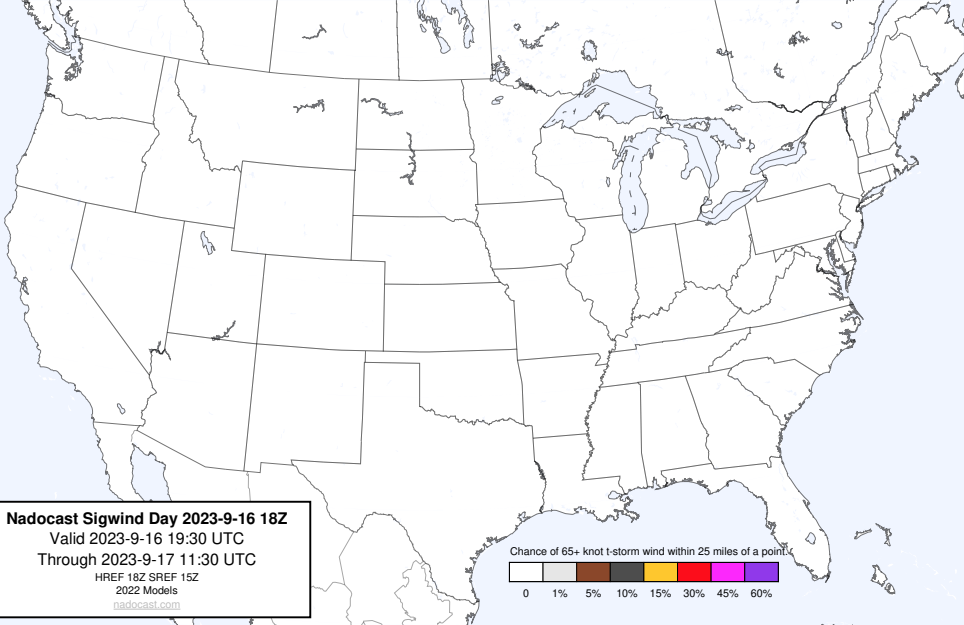 Nadocast Sigwind Day 2023-9-16 18Z
Valid 2023-9-16 19:30 UTC
Through 2023-9-17 11:30 UTC
HREF 18Z SREF 15Z
2022 Models
nadocast.com
Chance of 65+ knot t-storm wind within 25 miles of a point.
0 1% 5% 10% 15% 30% 45% 60%